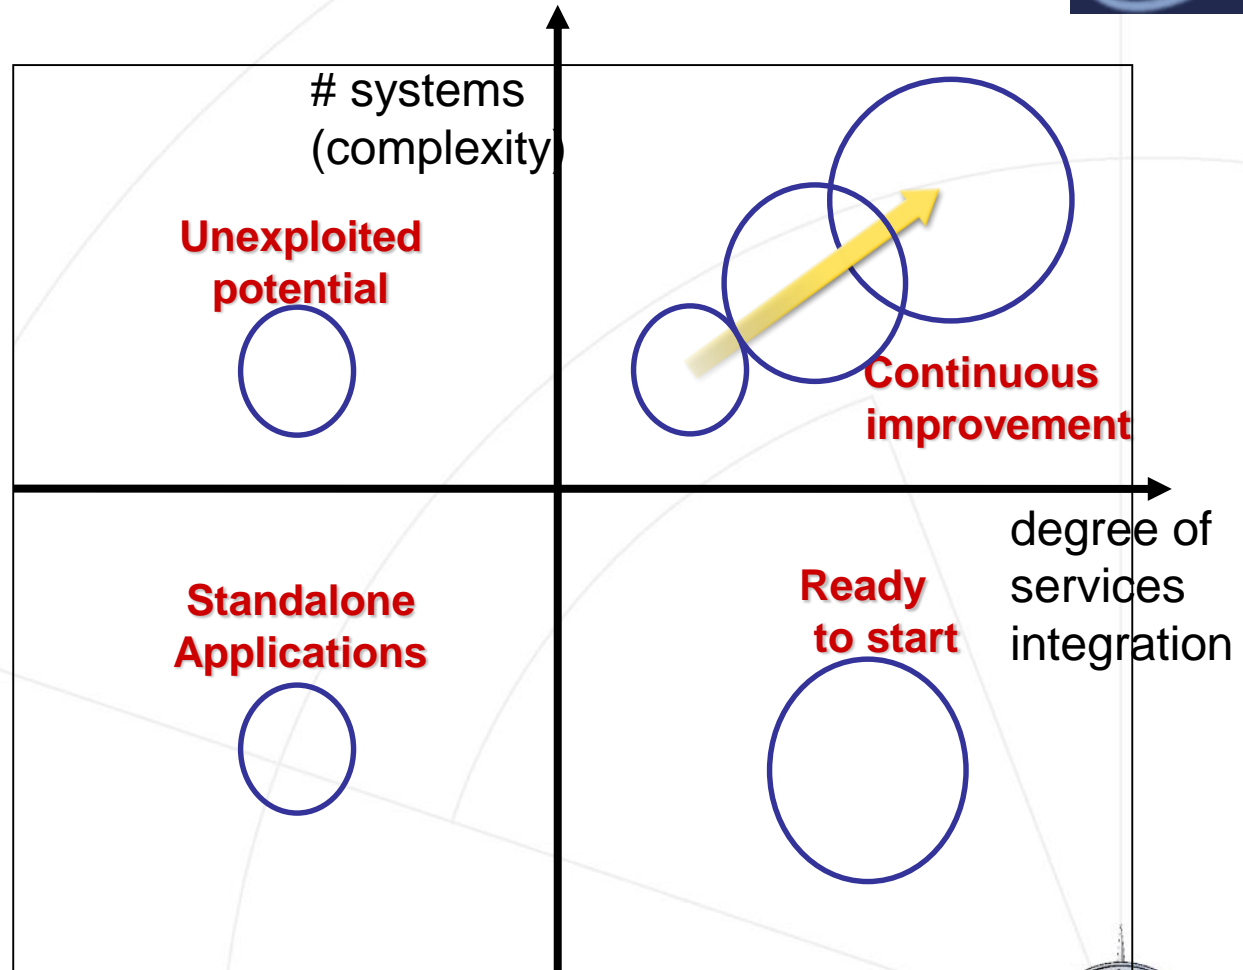 # systems
(complexity)
Unexploited
potential
Continuous
improvement
degree of
services
integration
Standalone
Applications
Ready
to start